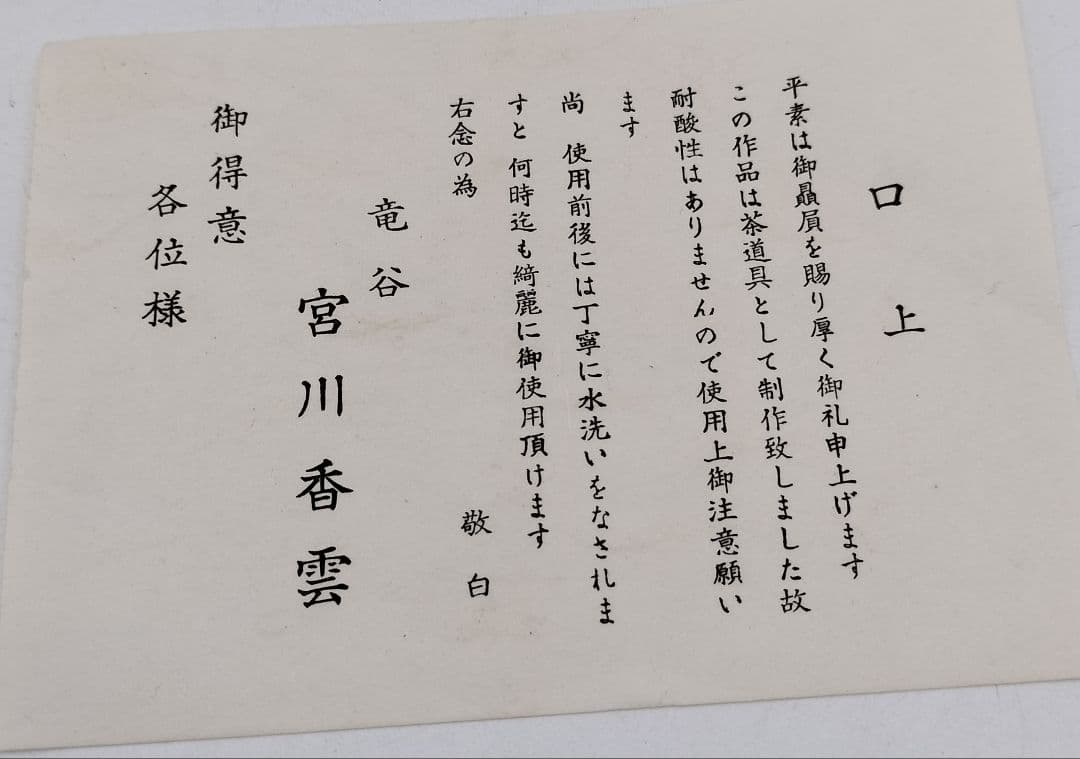 口上
平素は御贔屓を賜り厚く御礼申上げます
この作品は茶道具として制作致しました故
耐酸性はありませんので使用上御注意願い
ます
尚 使用前後には丁寧に水洗いをなされま
すと 何時迄も綺麗に御使用頂けます
右念の為
敬白
竜谷
宮川香雲
御得意
各位様